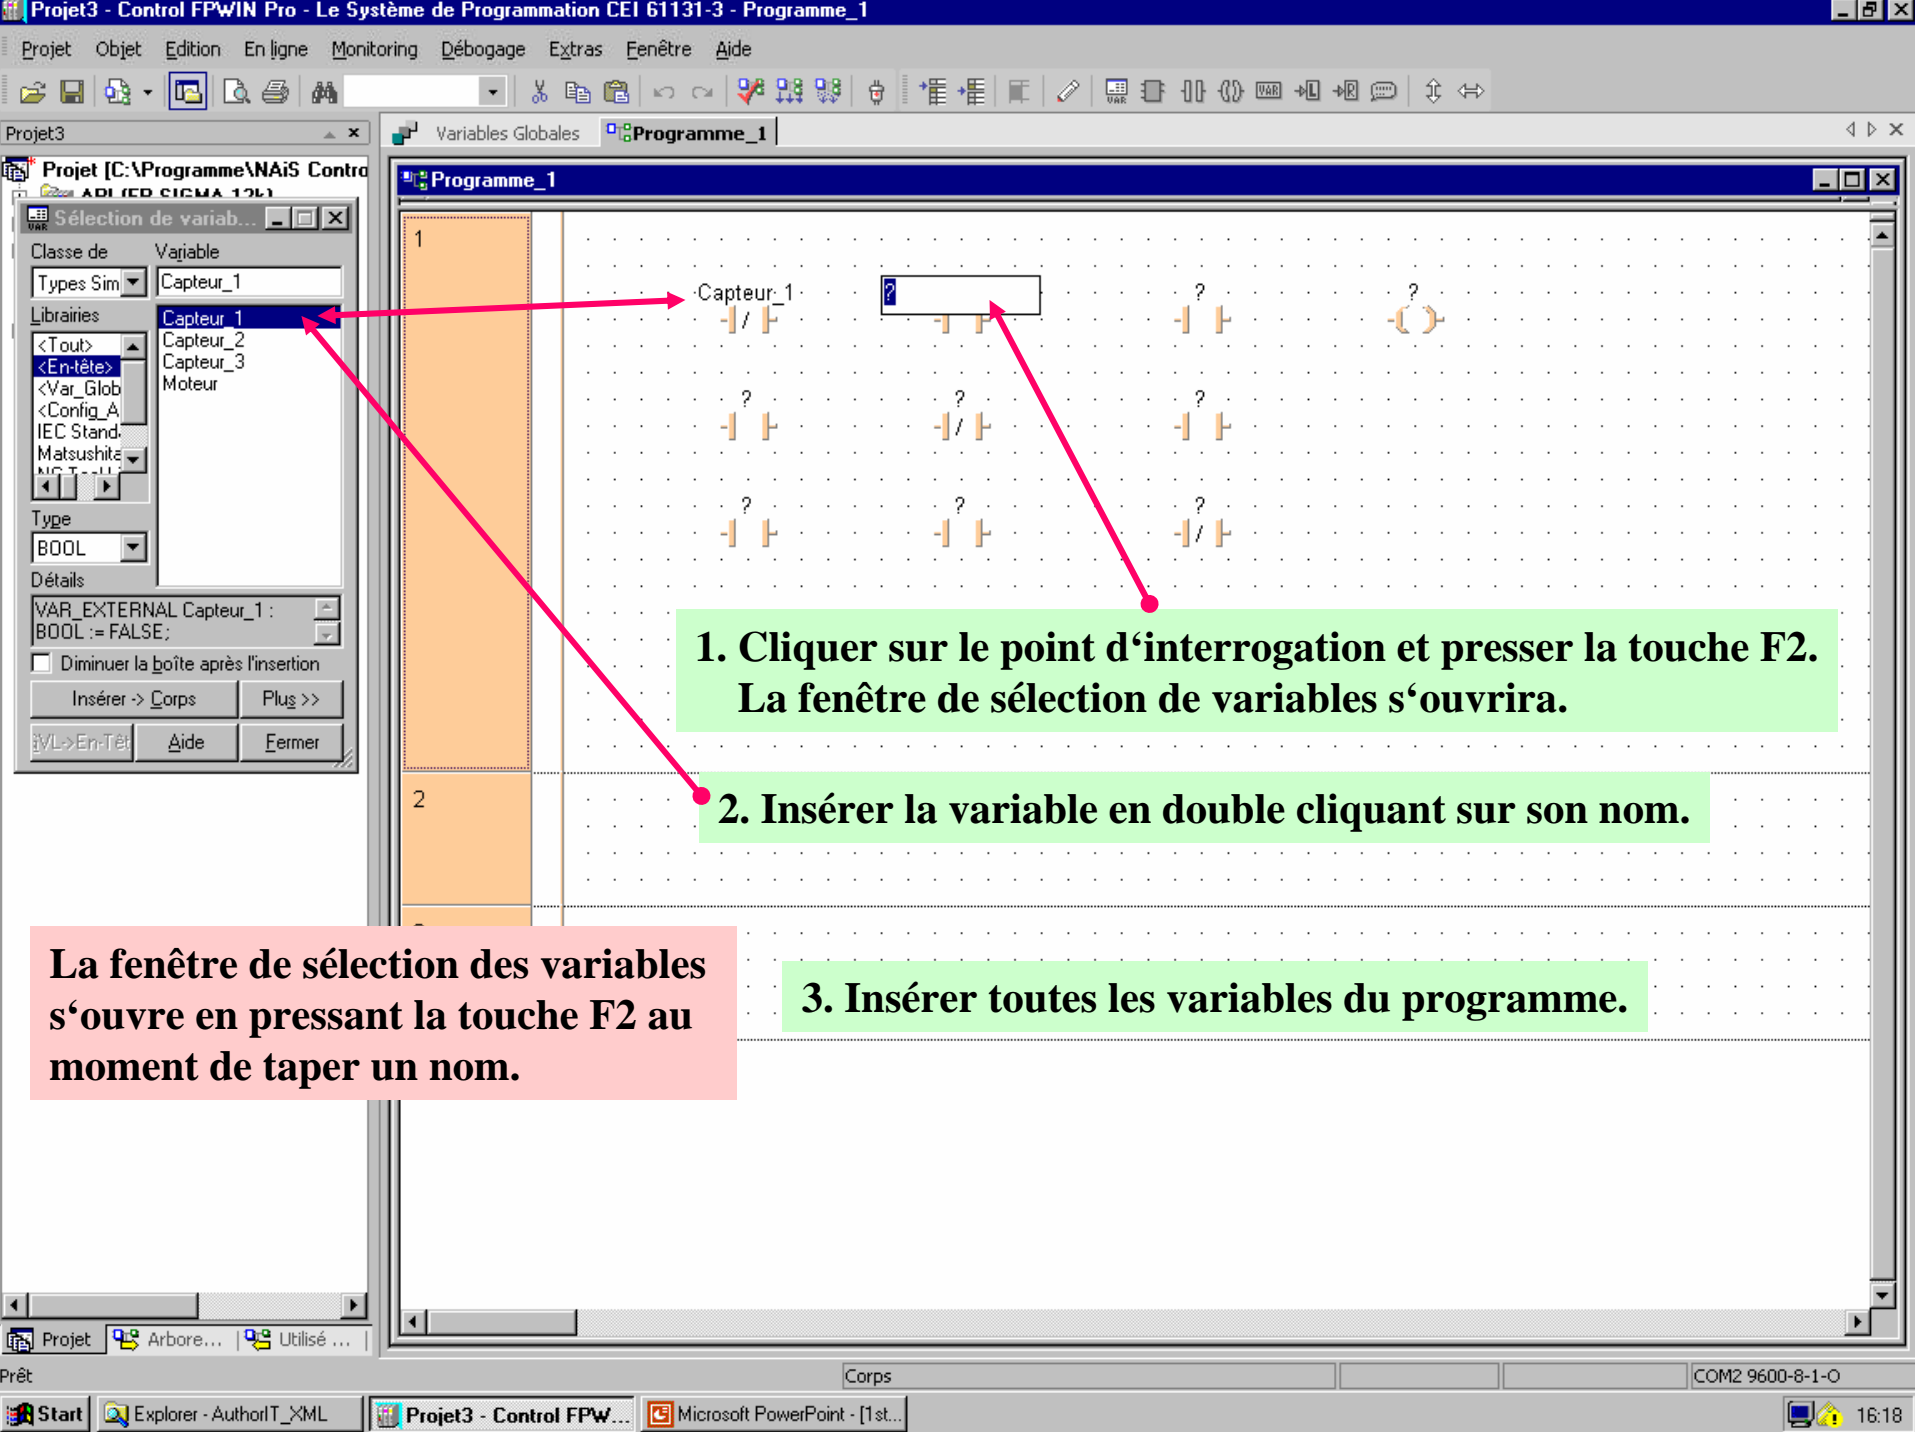 Projet3 - Control FPWIN Pro - Le Système de Programmation CEI 61131-3 - Programme_1
Projet Objet Edition En ligne Monitoring Débogage Extras Fenêtre Aide
Projet3
Variables Globales Programme_1
Projet [C:\Programme\NAiS Contro
API (FP SIGMA 12k)
Programme_1
Sélection de variab...
Classe de Variable
Types Sim Capteur_1
Librairies
<Tout>
<En-tête>
<Var_Glob
<Config_A
IEC Stand.
Matsushita
Capteur_1
Capteur_2
Capteur_3
Moteur
Type
BOOL
Détails
VAR_EXTERNAL Capteur_1 :
BOOL := FALSE;
Diminuer la boîte après l'insertion
Insérer -> Corps Plus >>
VL->En-Têt Aide Fermer
1
Capteur_1 ? ? ?
? ? ?
? ? ?
1. Cliquer sur le point d‘interrogation et presser la touche F2.
La fenêtre de sélection de variables s‘ouvrira.
2
2. Insérer la variable en double cliquant sur son nom.
La fenêtre de sélection des variables
s‘ouvre en pressant la touche F2 au
moment de taper un nom.
3. Insérer toutes les variables du programme.
Projet Arbore... Utilisé ...
Prêt Corps COM2 9600-8-1-O
Start Explorer - AuthorIT_XML Projet3 - Control FPW... Microsoft PowerPoint - [1st... 16:18